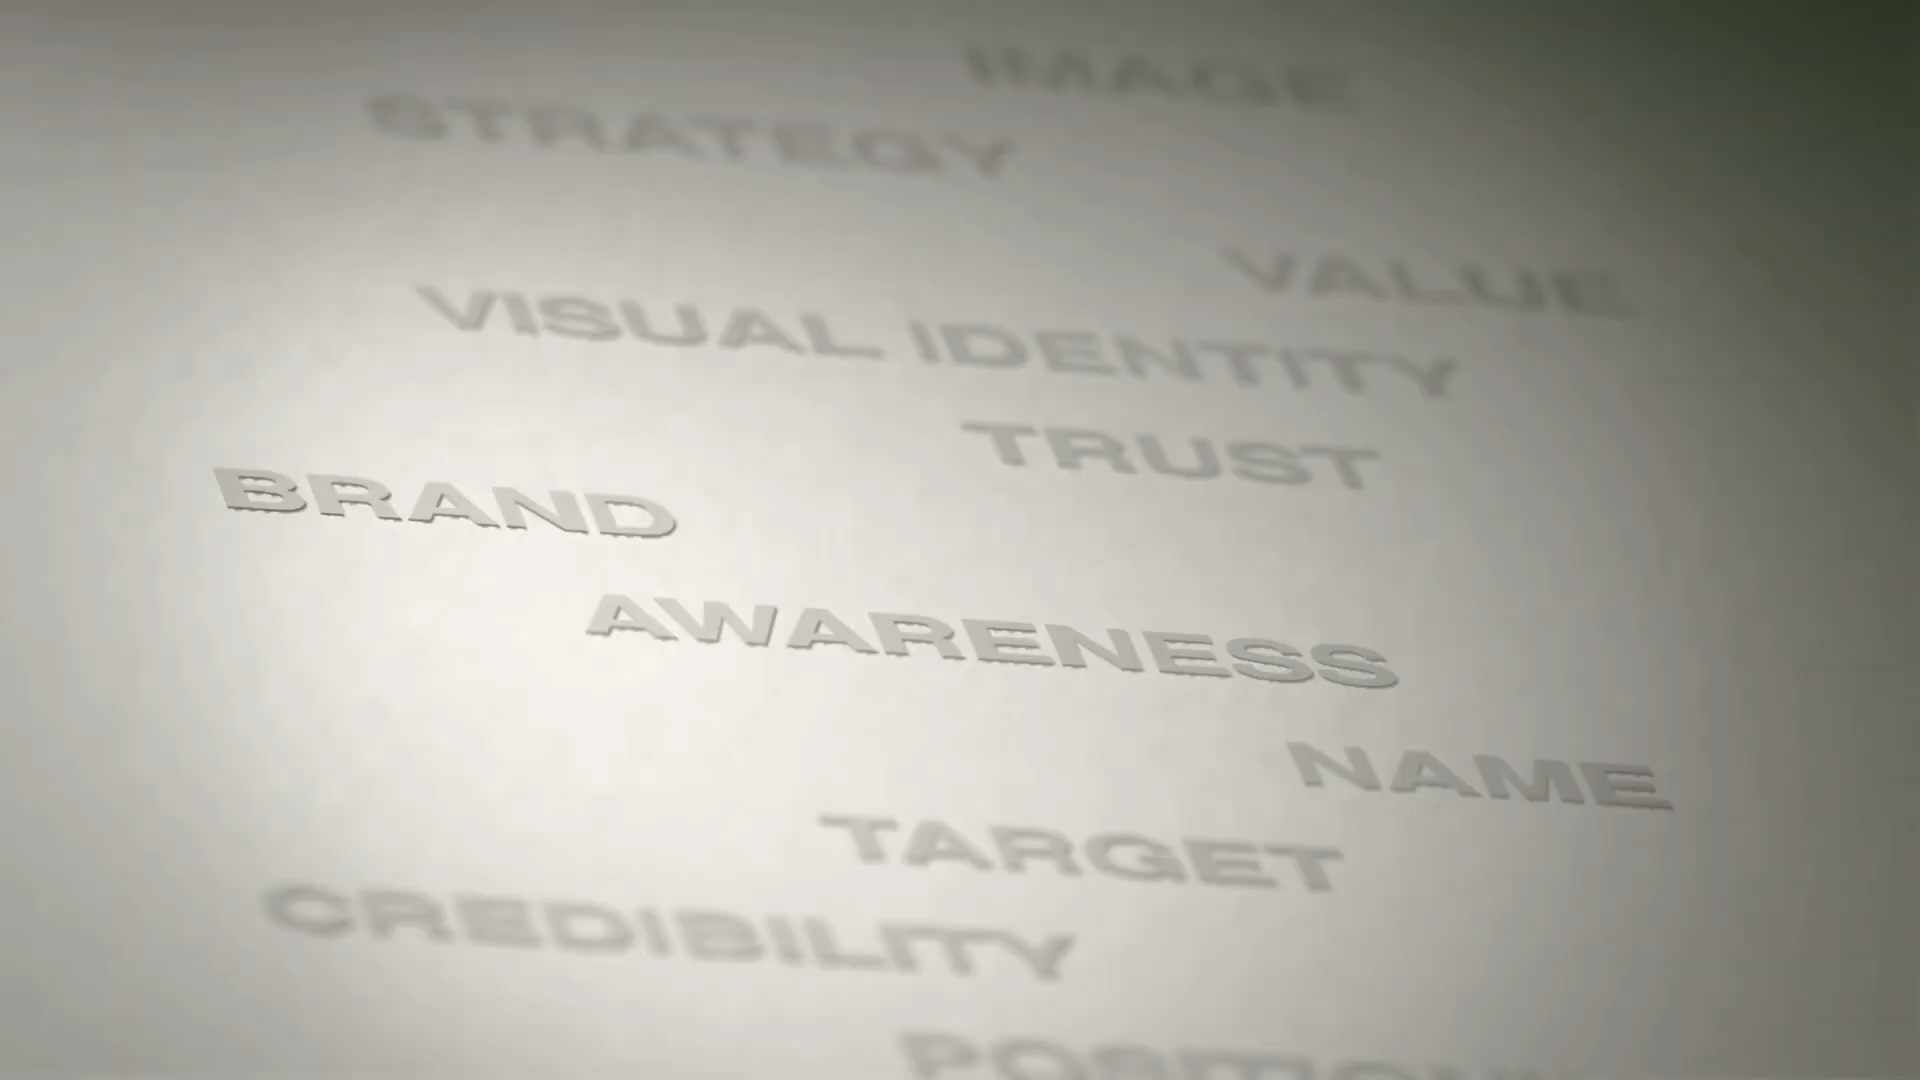 IMAGE
STRATEGY
VALUE
VISUAL IDENTITY
TRUST
BRAND
AWARENESS
NAME
TARGET
CREDIBILITY